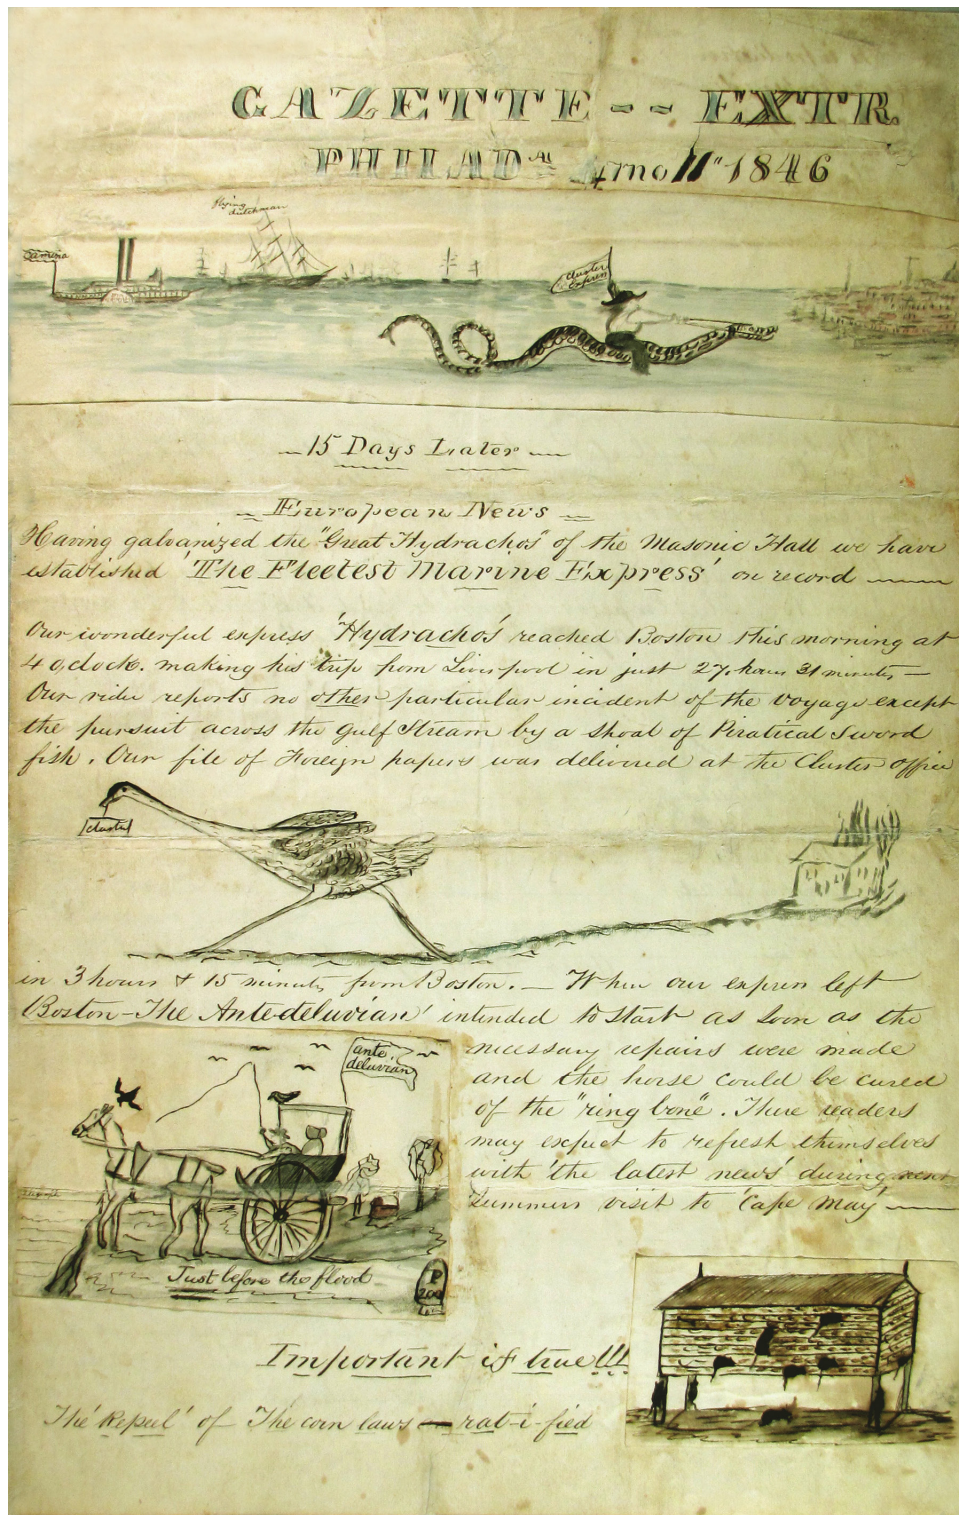 GAZETTE -- EXTR.
PHILADA 4mo 11" 1846
Flying
dutchman
Cluster
Express
15 Days Later
European News
Having galvanized the "Great Hydrachos" of the Masonic Hall we have
established 'The Fleetest Marine Express' on record
Our wonderful express 'Hydrachos' reached Boston this morning at
4 oclock. making his trip from Liverpool in just 27, hours 31 minutes —
Our rider reports no other particular incident of the voyage except
the pursuit across the gulf Stream by a shoal of Piratical Sword
fish. Our file of Foreign papers was delivered at the Cluster office
Cluster
in 3 hours & 15 minutes from Boston. — When our express left
Boston - The Ante-deluvian' intended to start as soon as the
necessary repairs were made
and the horse could be cured
of the "ring bone". There readers
may expect to refresh themselves
with 'the latest news' during next
Summers visit to 'Cape May'
ante
deluvian
Just before the flood
P
200
Important if true!!!
The 'Repeal' of The corn laws rat-i-fied